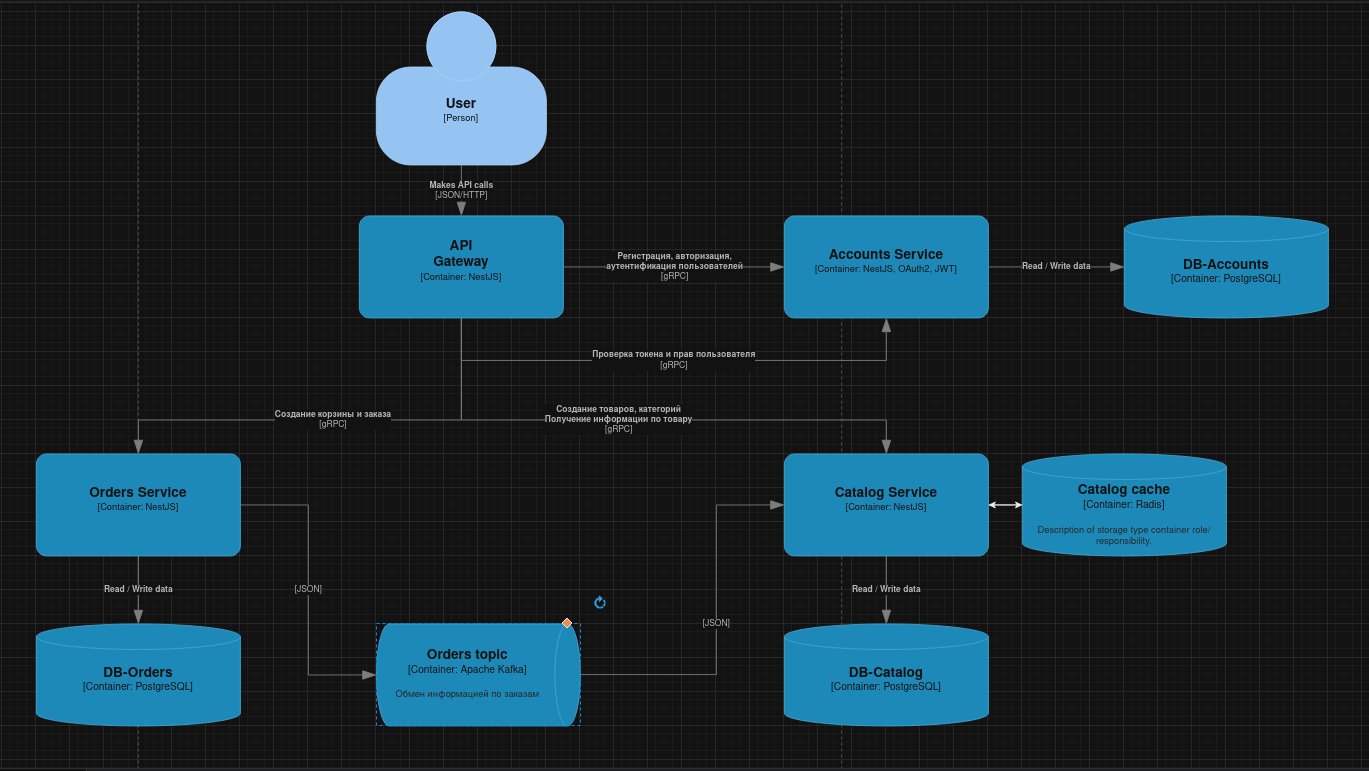 User
[Person]
Makes API calls
[JSON/HTTP]
API
Gateway
[Container: NestJS]
Регистрация, авторизация,
аутентификация пользователей
[gRPC]
Accounts Service
[Container: NestJS, OAuth2, JWT]
Read / Write data
DB-Accounts
[Container: PostgreSQL]
Проверка токена и прав пользователя
[gRPC]
Создание корзины и заказа
[gRPC]
Создание товаров, категорий
Получение информации по товару
[gRPC]
Orders Service
[Container: NestJS]
Catalog Service
[Container: NestJS]
Catalog cache
[Container: Radis]
Description of storage type container role/
responsibility.
Read / Write data
[JSON]
Read / Write data
[JSON]
DB-Orders
[Container: PostgreSQL]
Orders topic
[Container: Apache Kafka]
Обмен информацией по заказам
DB-Catalog
[Container: PostgreSQL]